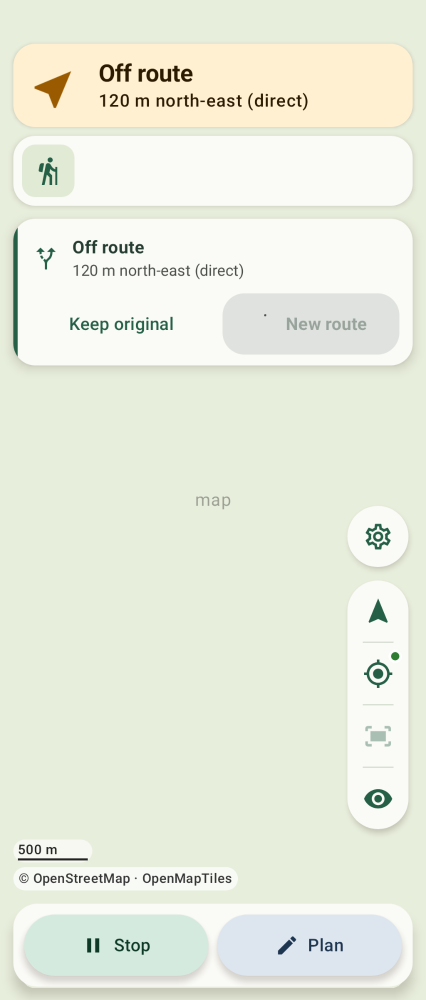 Off route
120 m north-east (direct)
Off route
120 m north-east (direct)
Keep original
New route
map
500 m
© OpenStreetMap · OpenMapTiles
Stop
Plan